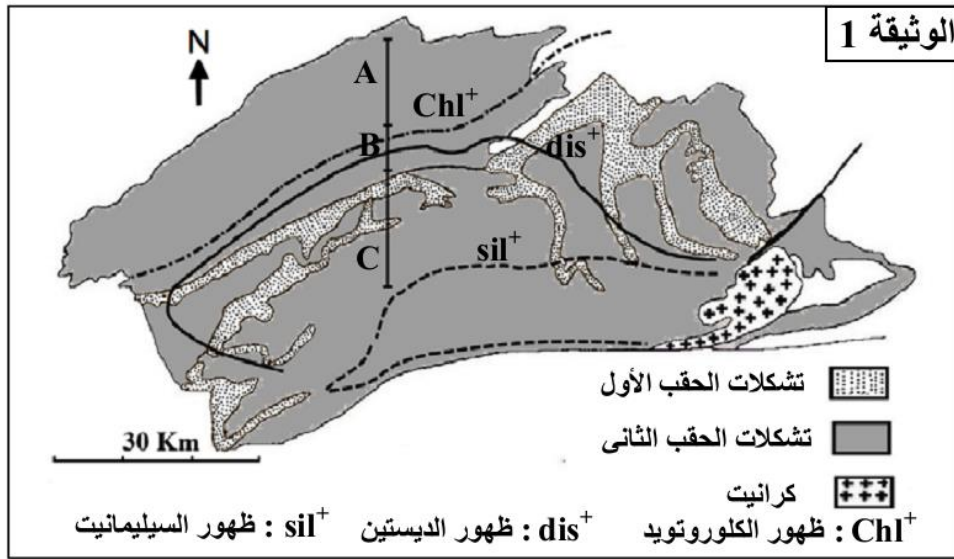 الوثيقة 1
N
A
Chl+
B
dis+
sil+
C
تشكلات الحقب الأول
تشكلات الحقب الثانى
كرانيت
30 Km
Chl+ : ظهور الكلوروتويد dis+ : ظهور الديستين sil+ : ظهور السيليمانيت